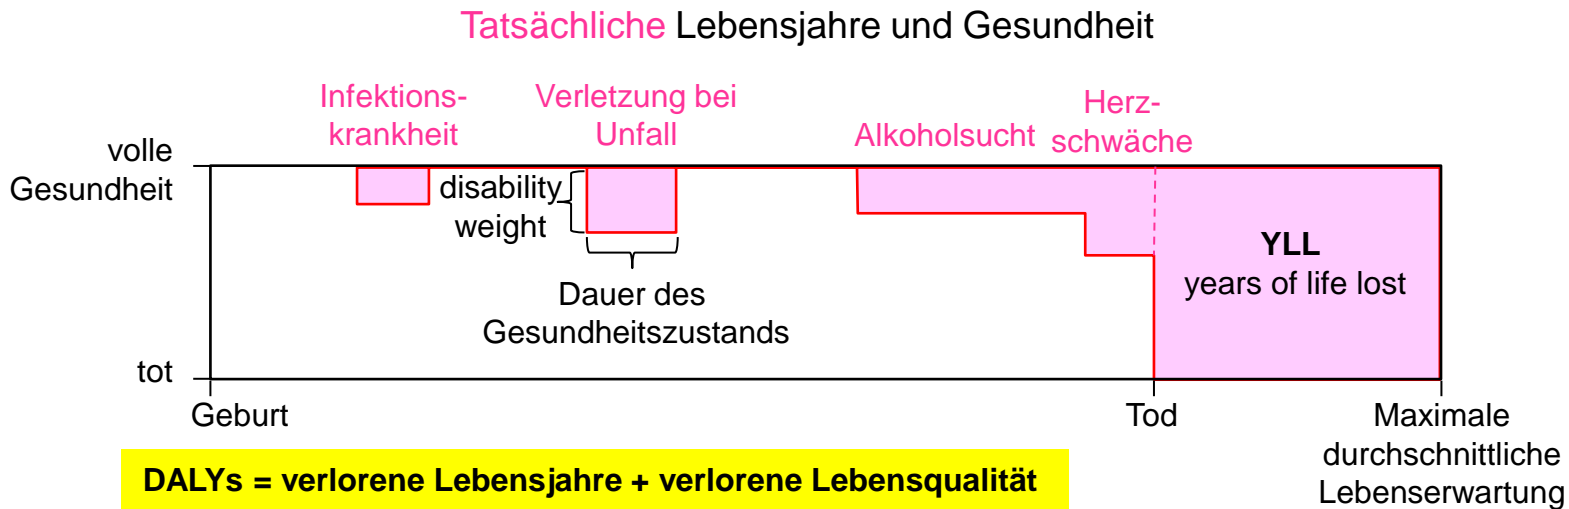 Tatsächliche Lebensjahre und Gesundheit
Infektions-
krankheit
Verletzung bei
Unfall
Alkoholsucht
Herz-
schwäche
volle
Gesundheit
disability
weight
YLL
years of life lost
Dauer des
Gesundheitszustands
tot
Geburt
Tod
Maximale
durchschnittliche
Lebenserwartung
DALYs = verlorene Lebensjahre + verlorene Lebensqualität